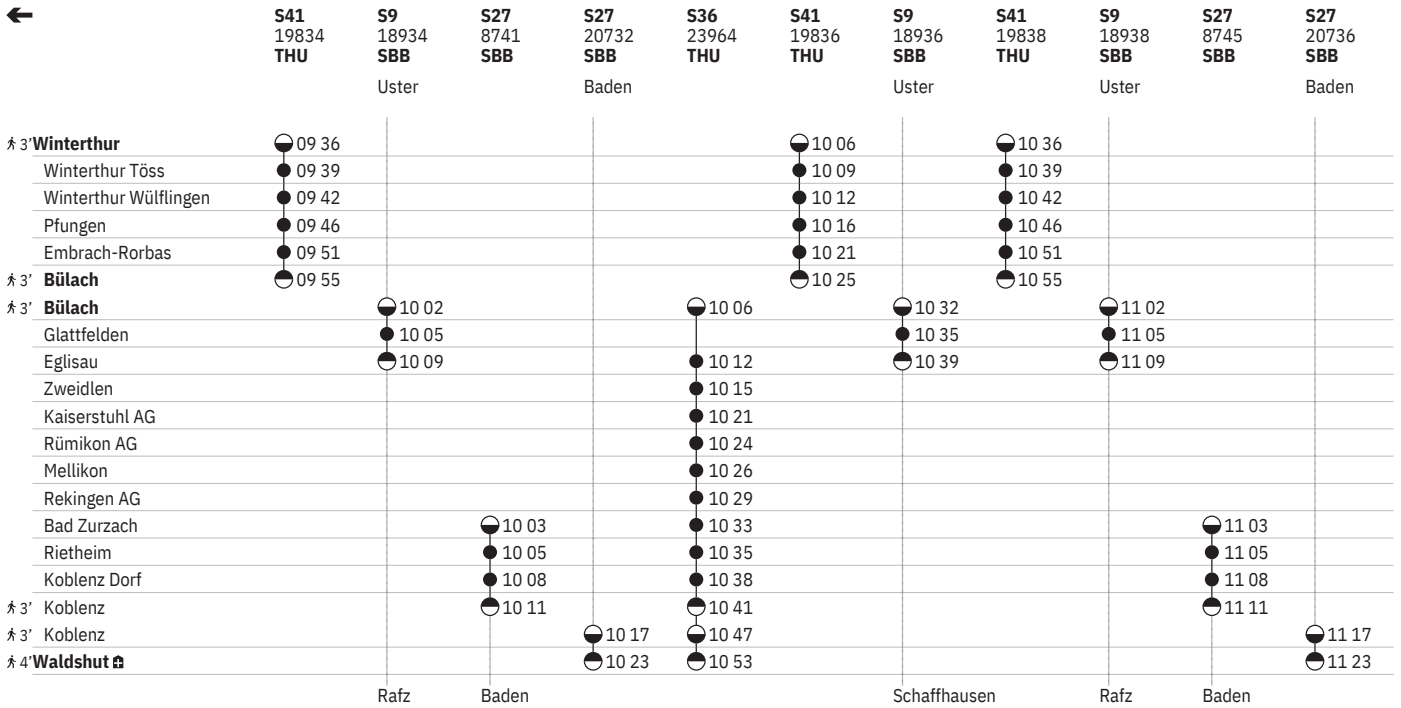 S41 S9 S27 S27 S36 S41 S9 S41 S9 S27 S27
19834 18934 8741 20732 23964 19836 18936 19838 18938 8745 20736
THU SBB SBB SBB THU THU SBB THU SBB SBB SBB
Uster Baden Uster Uster Baden
3' Winterthur 09 36 10 06 10 36
Winterthur Töss 09 39 10 09 10 39
Winterthur Wülflingen 09 42 10 12 10 42
Pfungen 09 46 10 16 10 46
Embrach-Rorbas 09 51 10 21 10 51
3' Bülach 09 55 10 25 10 55
3' Bülach 10 02 10 06 10 32 11 02
Glattfelden 10 05 10 35 11 05
Eglisau 10 09 10 12 10 39 11 09
Zweidlen 10 15
Kaiserstuhl AG 10 21
Rümikon AG 10 24
Mellikon 10 26
Rekingen AG 10 29
Bad Zurzach 10 03 10 33 11 03
Rietheim 10 05 10 35 11 05
Koblenz Dorf 10 08 10 38 11 08
3' Koblenz 10 11 10 41 11 11
3' Koblenz 10 17 10 47 11 17
4' Waldshut 10 23 10 53 11 23
Rafz Baden Schaffhausen Rafz Baden